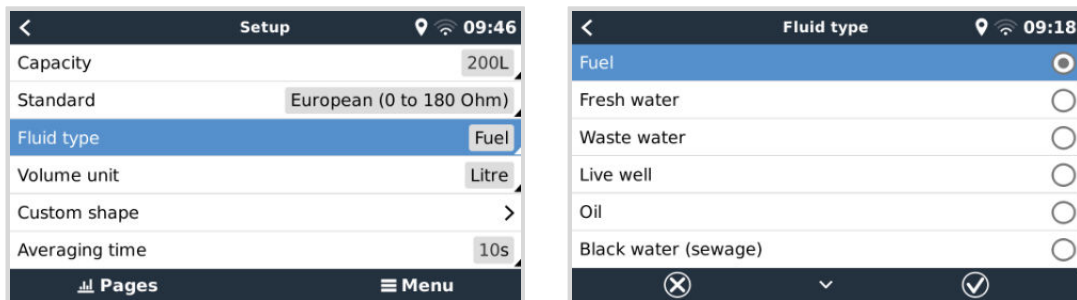 Setup 09:46
Capacity 200L
Standard European (0 to 180 Ohm)
Fluid type Fuel
Volume unit Litre
Custom shape
Averaging time 10s
Pages Menu
Fluid type 09:18
Fuel
Fresh water
Waste water
Live well
Oil
Black water (sewage)